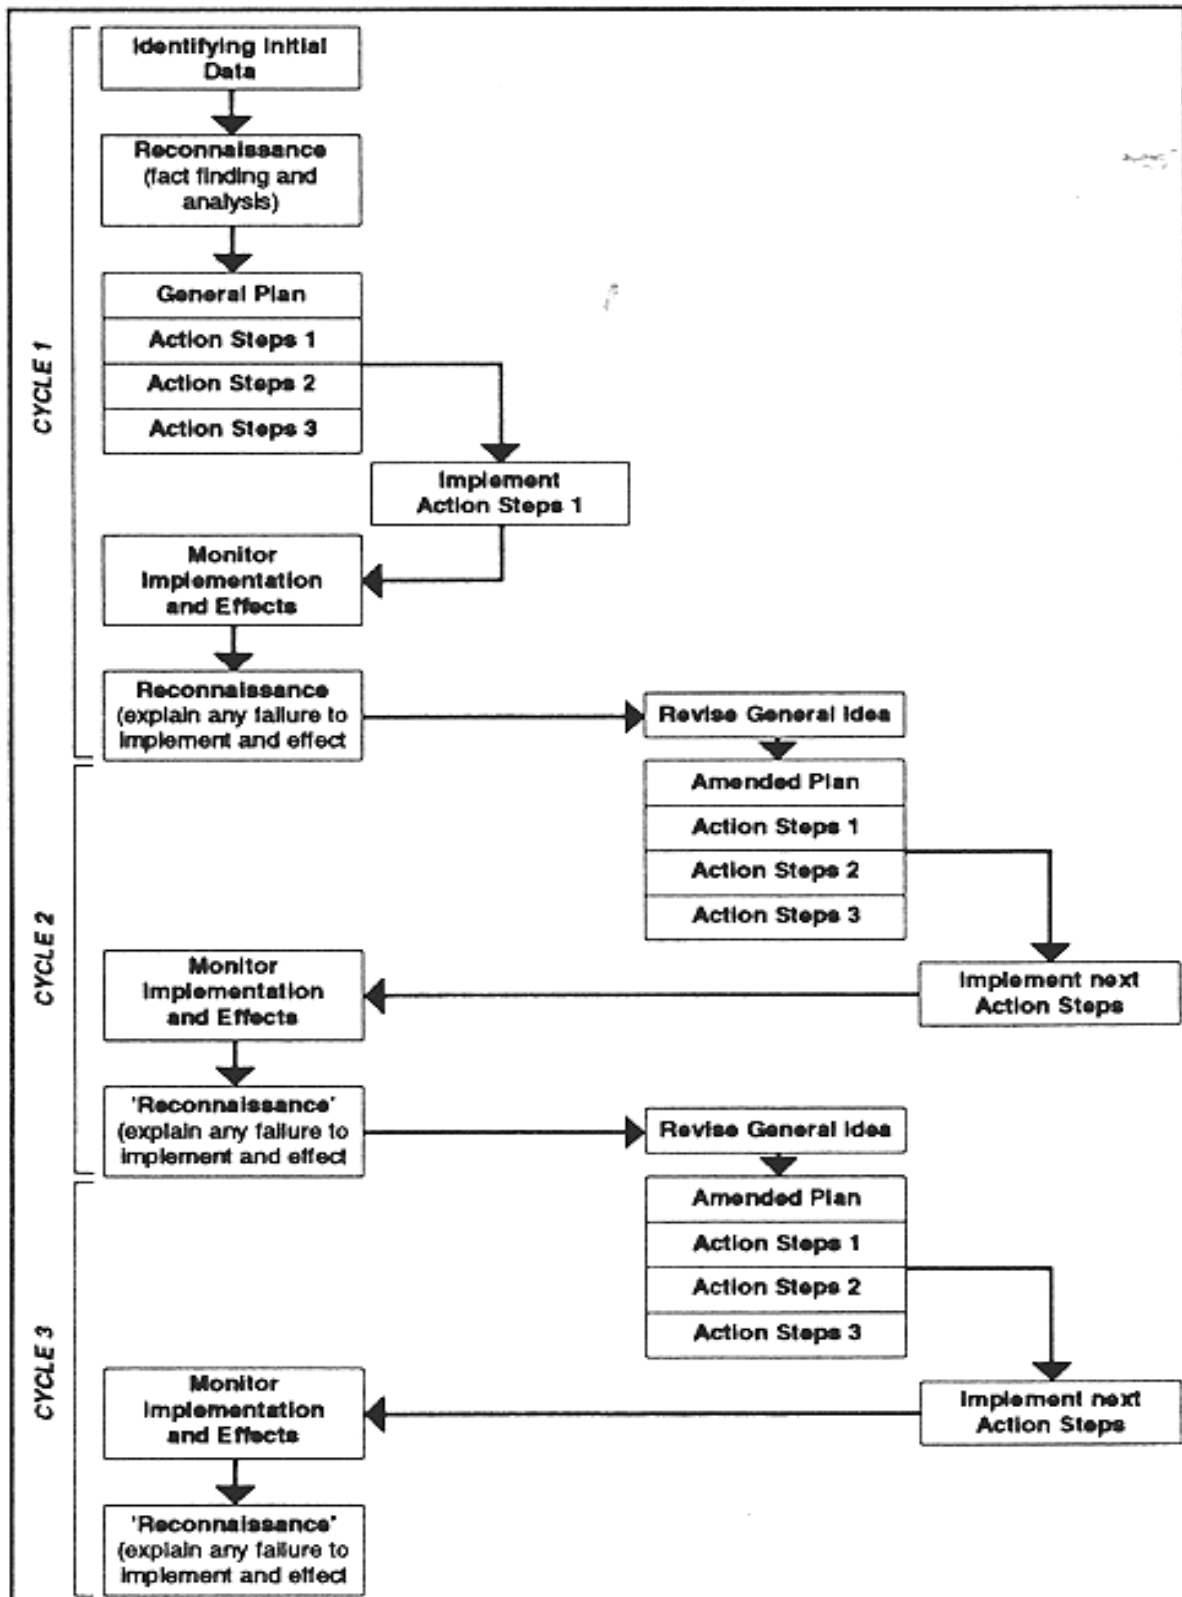 CYCLE 1
Identifying Initial
Data
Reconnaissance
(fact finding and
analysis)
General Plan
Action Steps 1
Action Steps 2
Action Steps 3
Implement
Action Steps 1
Monitor
Implementation
and Effects
Reconnaissance
(explain any failure to
implement and effect
Revise General Idea
CYCLE 2
Amended Plan
Action Steps 1
Action Steps 2
Action Steps 3
Implement next
Action Steps
Monitor
Implementation
and Effects
'Reconnaissance'
(explain any failure to
implement and effect
Revise General Idea
CYCLE 3
Amended Plan
Action Steps 1
Action Steps 2
Action Steps 3
Implement next
Action Steps
Monitor
Implementation
and Effects
'Reconnaissance'
(explain any failure to
implement and effect